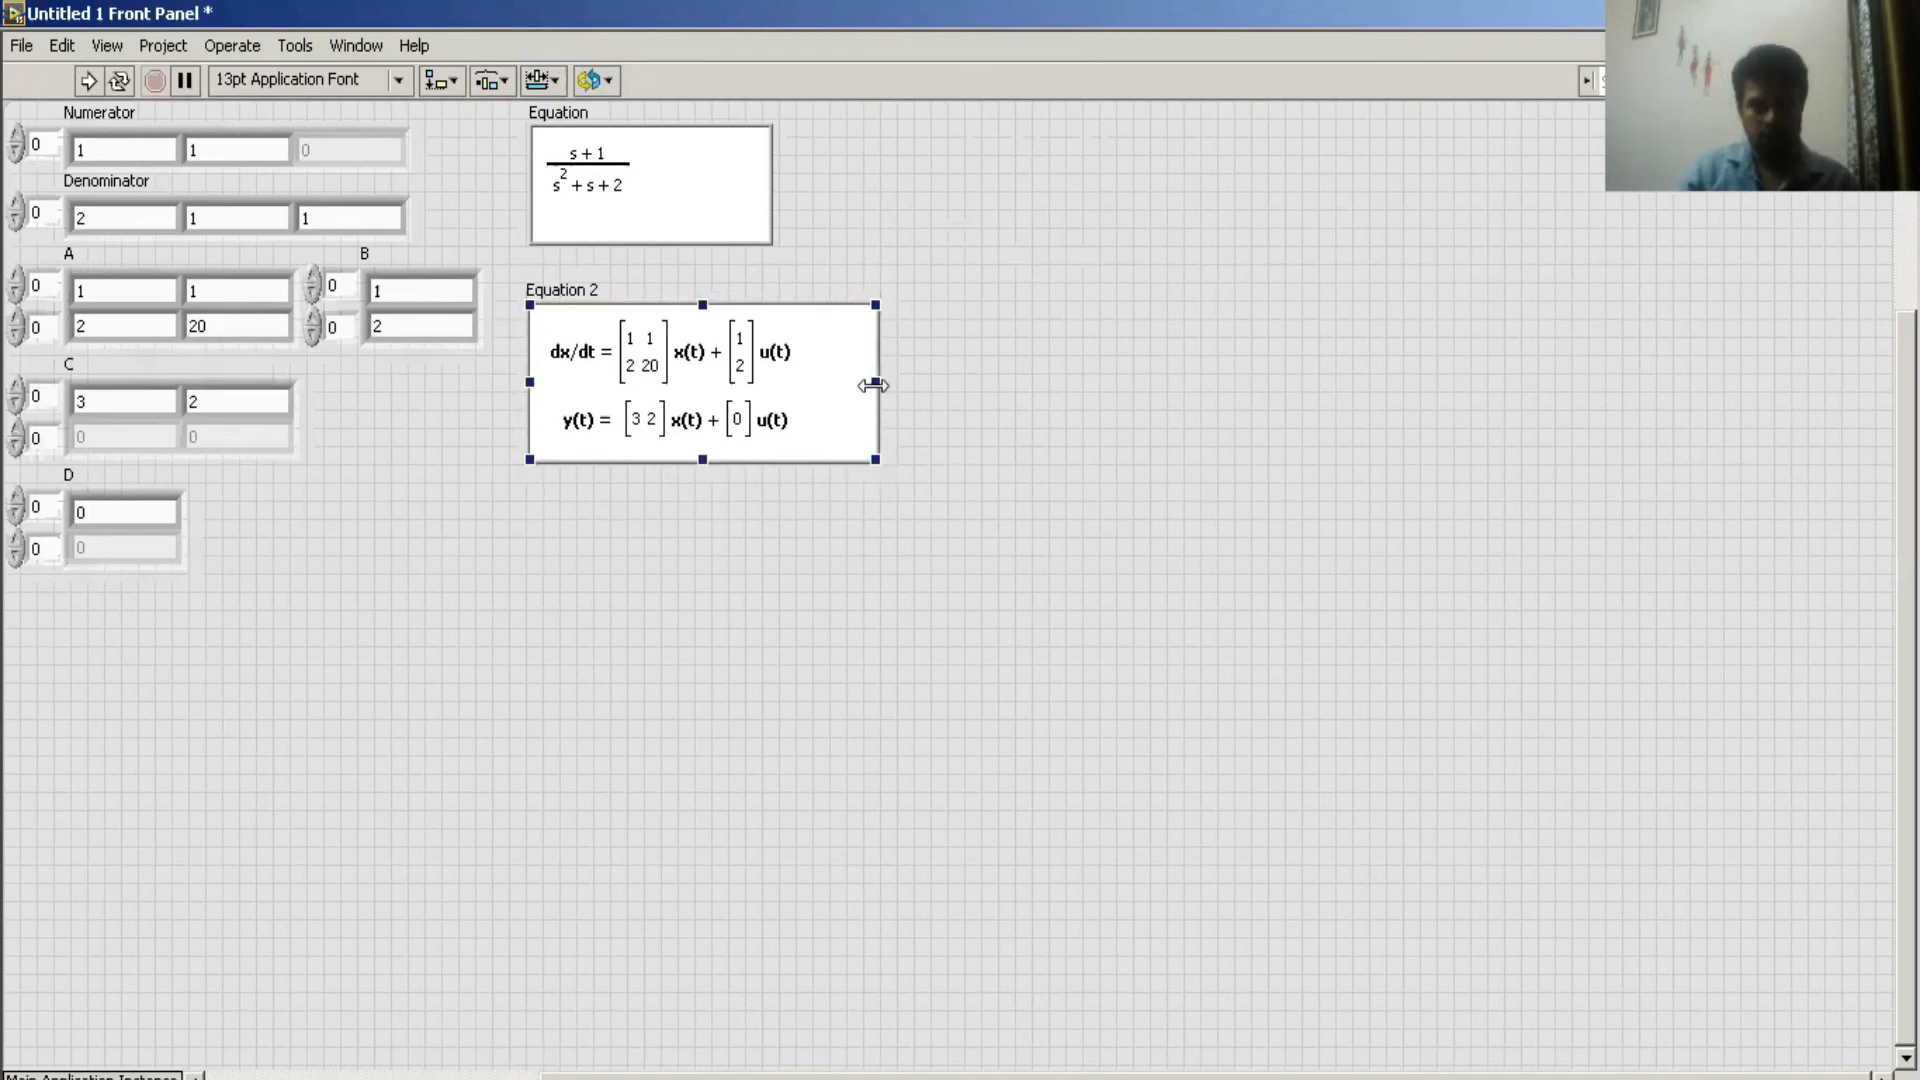 Untitled 1 Front Panel *
File Edit View Project Operate Tools Window Help
13pt Application Font
Numerator
0 1 1 0
Denominator
0 2 1 1
A B
0 1 1 0 1
0 2 20 0 2
C
0 3 2
0 0 0
D
0 0
0 0
Equation
s + 1
s2 + s + 2
Equation 2
dx/dt = [1 1 2 20] x(t) + [1 2] u(t)
y(t) = [3 2] x(t) + [0] u(t)
Main Application Instance